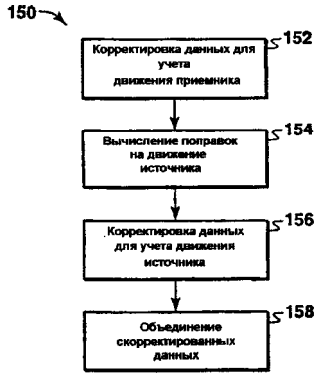 150
152
Корректировка данных для
учета
движения приемника
154
Вычисление поправок
на движение
источника
156
Корректировка данных
для учета движения
источника
158
Объединение
скорректированных
данных